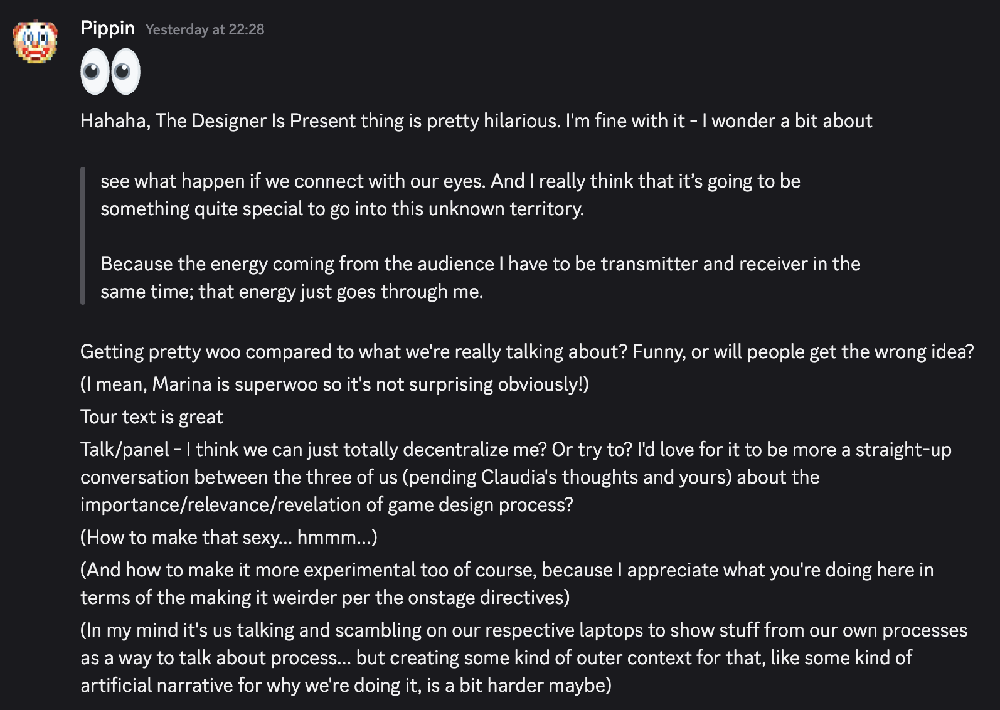 Pippin Yesterday at 22:28
Hahaha, The Designer Is Present thing is pretty hilarious. I'm fine with it - I wonder a bit about
see what happen if we connect with our eyes. And I really think that it’s going to be
something quite special to go into this unknown territory.
Because the energy coming from the audience I have to be transmitter and receiver in the
same time; that energy just goes through me.
Getting pretty woo compared to what we're really talking about? Funny, or will people get the wrong idea?
(I mean, Marina is superwoo so it's not surprising obviously!)
Tour text is great
Talk/panel - I think we can just totally decentralize me? Or try to? I'd love for it to be more a straight-up
conversation between the three of us (pending Claudia's thoughts and yours) about the
importance/relevance/revelation of game design process?
(How to make that sexy... hmmm...)
(And how to make it more experimental too of course, because I appreciate what you're doing here in
terms of the making it weirder per the onstage directives)
(In my mind it's us talking and scambling on our respective laptops to show stuff from our own processes
as a way to talk about process... but creating some kind of outer context for that, like some kind of
artificial narrative for why we're doing it, is a bit harder maybe)